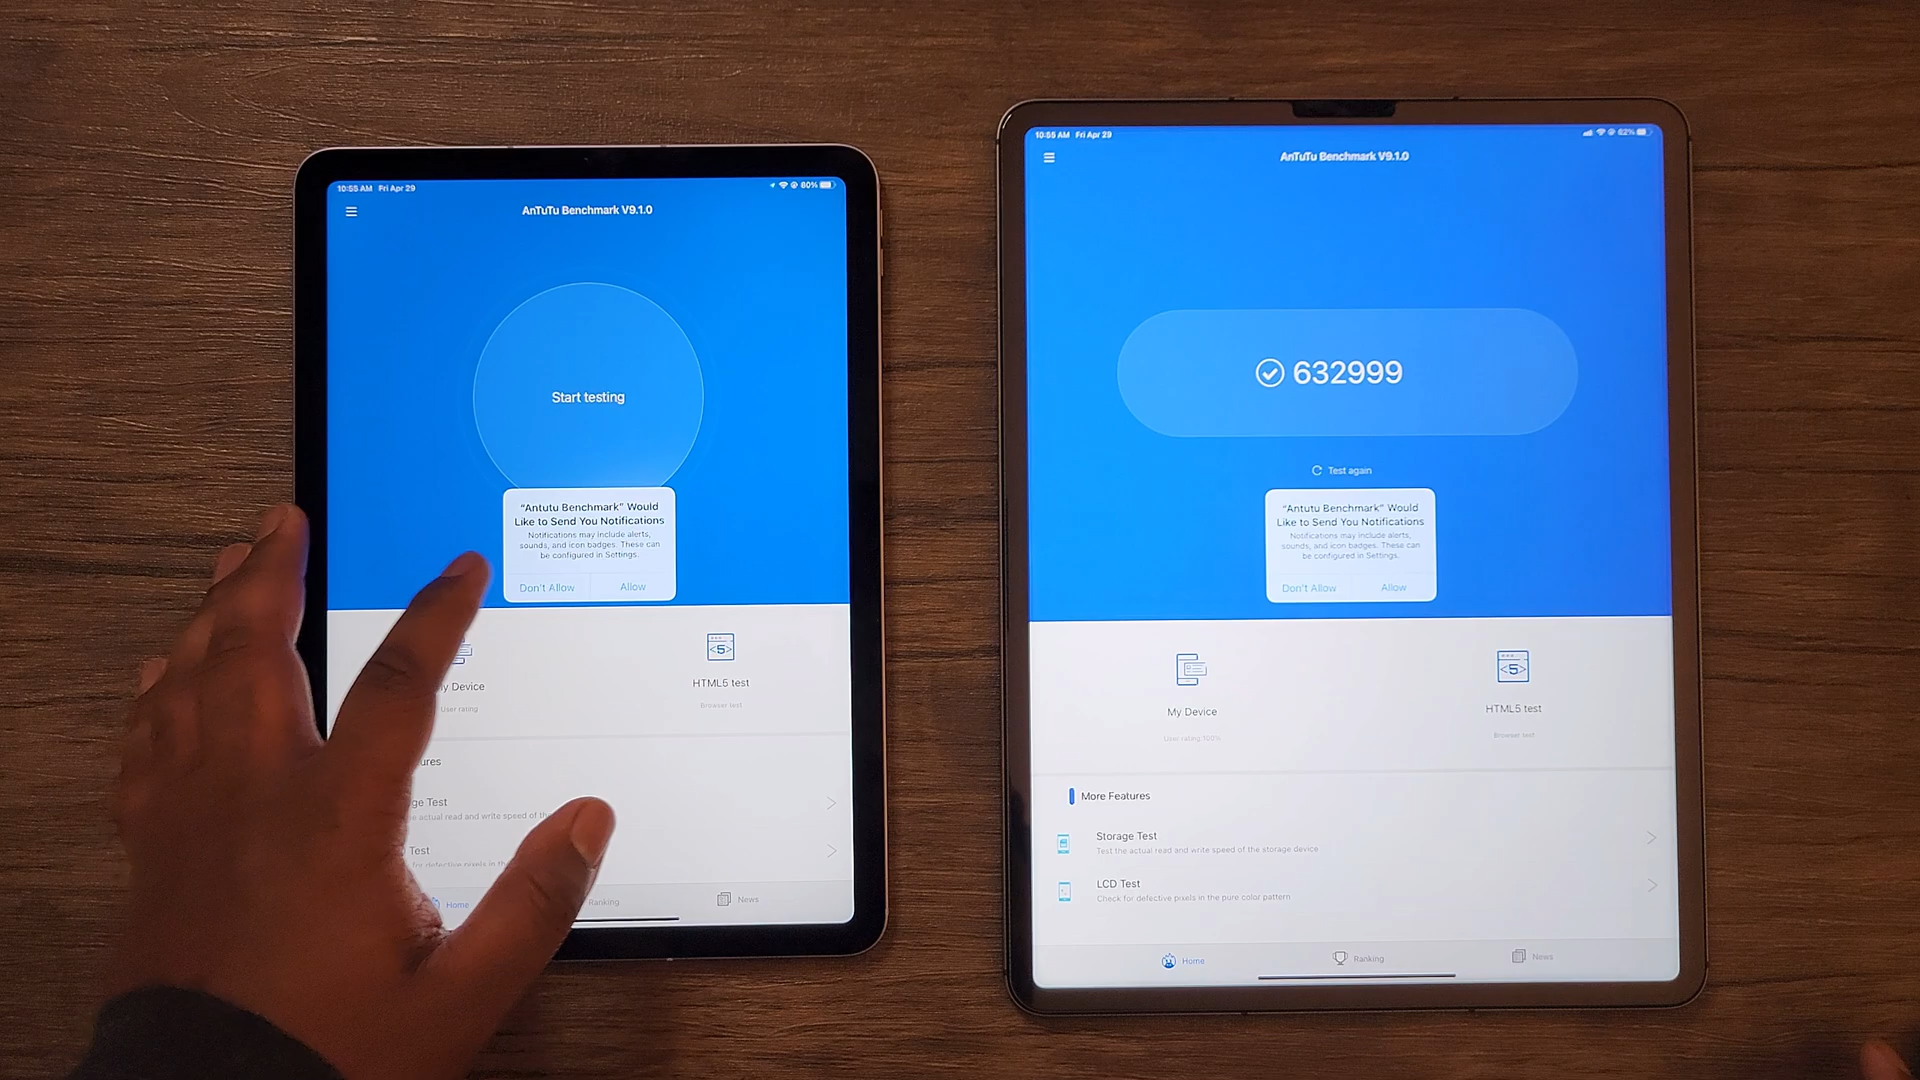 10:55 AM Fri Apr 29
80%
AnTuTu Benchmark V9.1.0
Start testing
“Antutu Benchmark” Would
Like to Send You Notifications
Notifications may include alerts,
sounds, and icon badges. These can
be configured in Settings.
Don't Allow
Allow
My Device
User rating
<5>
HTML5 test
Browser test
ures
ge Test
actual read and write speed of the
Test
for defective pixels in th
Home
Ranking
News
10:55 AM Fri Apr 29
62%
AnTuTu Benchmark V9.1.0
632999
Test again
“Antutu Benchmark” Would
Like to Send You Notifications
Notifications may include alerts,
sounds, and icon badges. These can
be configured in Settings.
Don't Allow
Allow
My Device
User rating:100%
<5>
HTML5 test
Browser test
More Features
Storage Test
Test the actual read and write speed of the storage device
LCD Test
Check for defective pixels in the pure color pattern
Home
Ranking
News